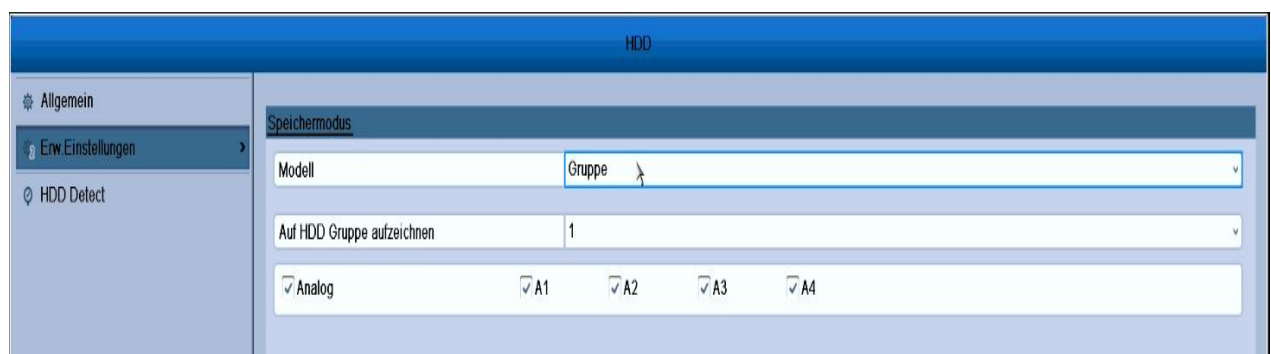 HDD
Allgemein
Erw.Einstellungen
HDD Detect
Speichermodus
Modell Gruppe
Auf HDD Gruppe aufzeichnen 1
Analog A1 A2 A3 A4